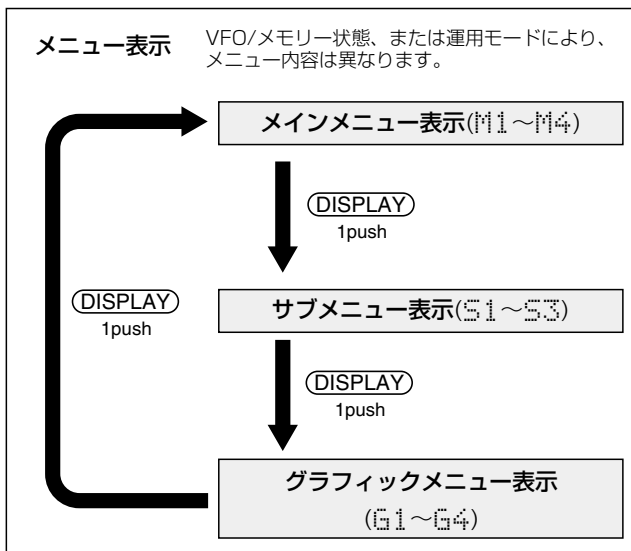 メニュー表示
VFO/メモリー状態、または運用モードにより、
メニュー内容は異なります。
メインメニュー表示(M1～M4)
DISPLAY
1push
DISPLAY
1push
サブメニュー表示(S1～S3)
DISPLAY
1push
グラフィックメニュー表示
(G1～G4)